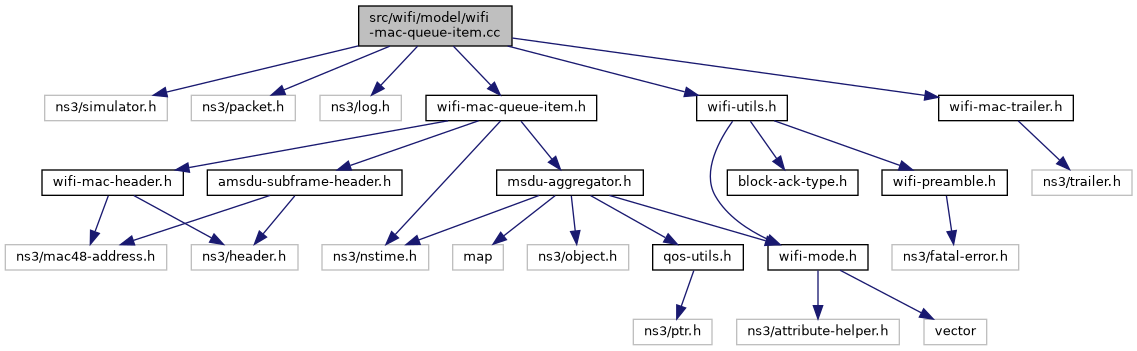 src/wifi/model/wifi
-mac-queue-item.cc
ns3/simulator.h
ns3/packet.h
ns3/log.h
wifi-mac-queue-item.h
wifi-utils.h
wifi-mac-trailer.h
wifi-mac-header.h
amsdu-subframe-header.h
msdu-aggregator.h
block-ack-type.h
wifi-preamble.h
ns3/trailer.h
ns3/mac48-address.h
ns3/header.h
ns3/nstime.h
map
ns3/object.h
qos-utils.h
wifi-mode.h
ns3/fatal-error.h
ns3/ptr.h
ns3/attribute-helper.h
vector